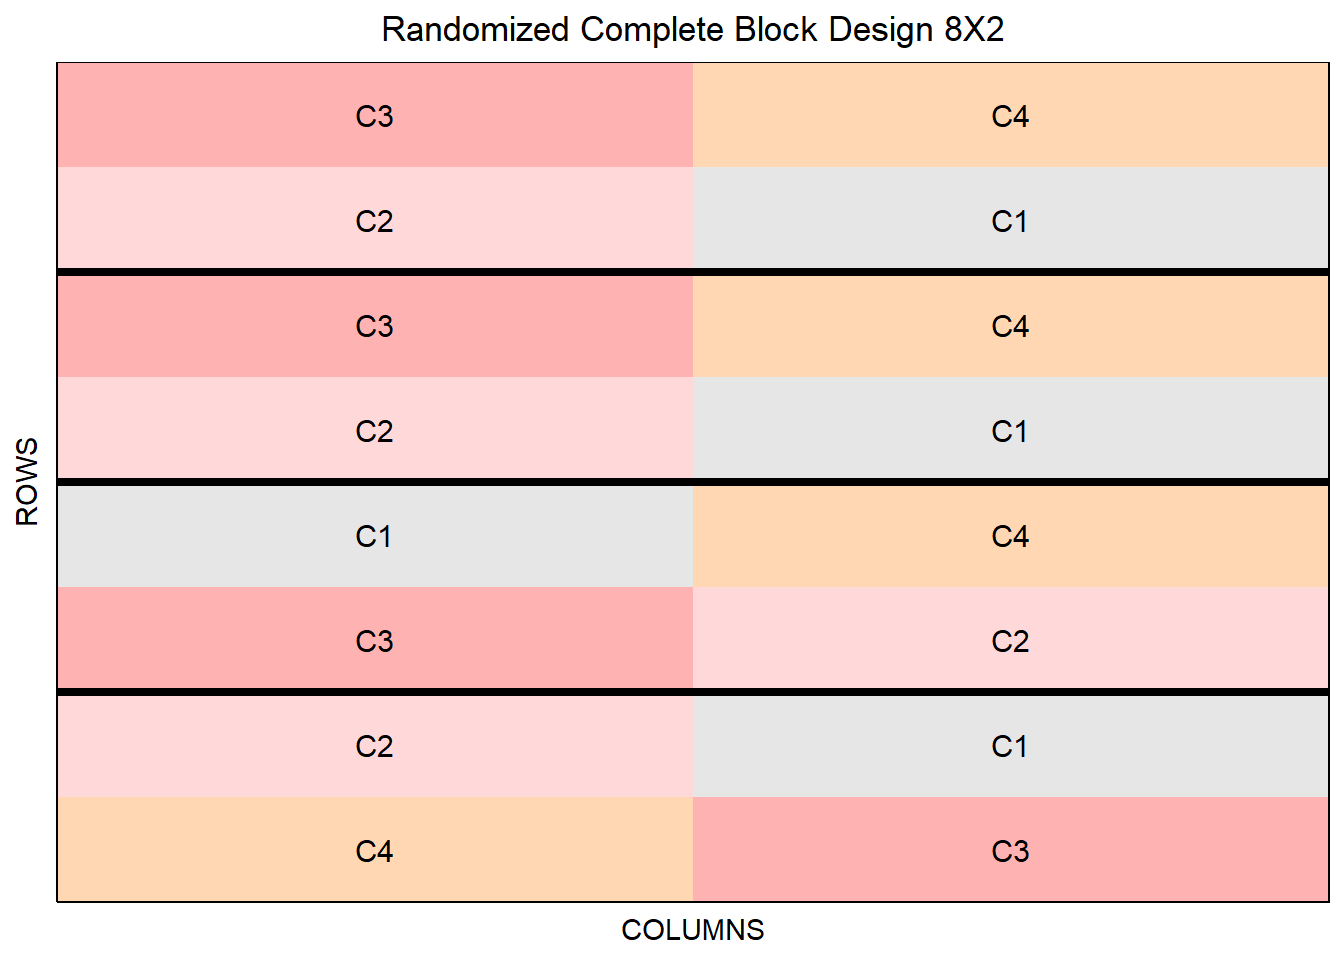 Randomized Complete Block Design 8X2
C3 C4
C2 C1
C3 C4
C2 C1
ROWS
C1 C4
C3 C2
C2 C1
C4 C3
COLUMNS